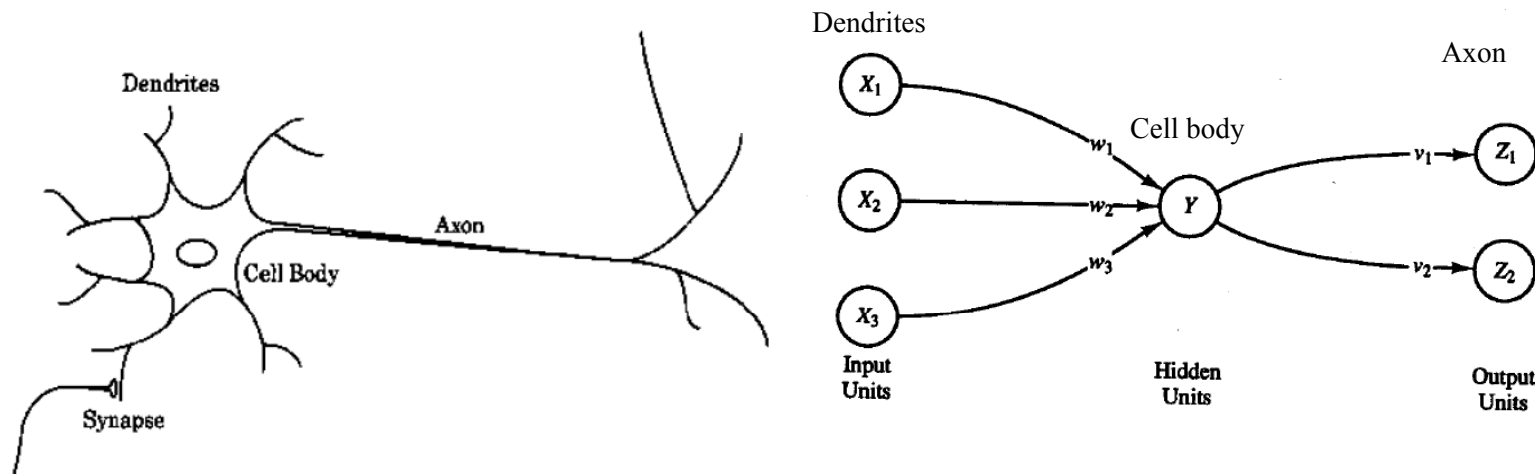 Dendrites
Axon
Cell Body
Synapse
Dendrites
Axon
Cell body
X1
X2
X3
w1
w2
w3
Y
v1
v2
Z1
Z2
Input
Units
Hidden
Units
Output
Units